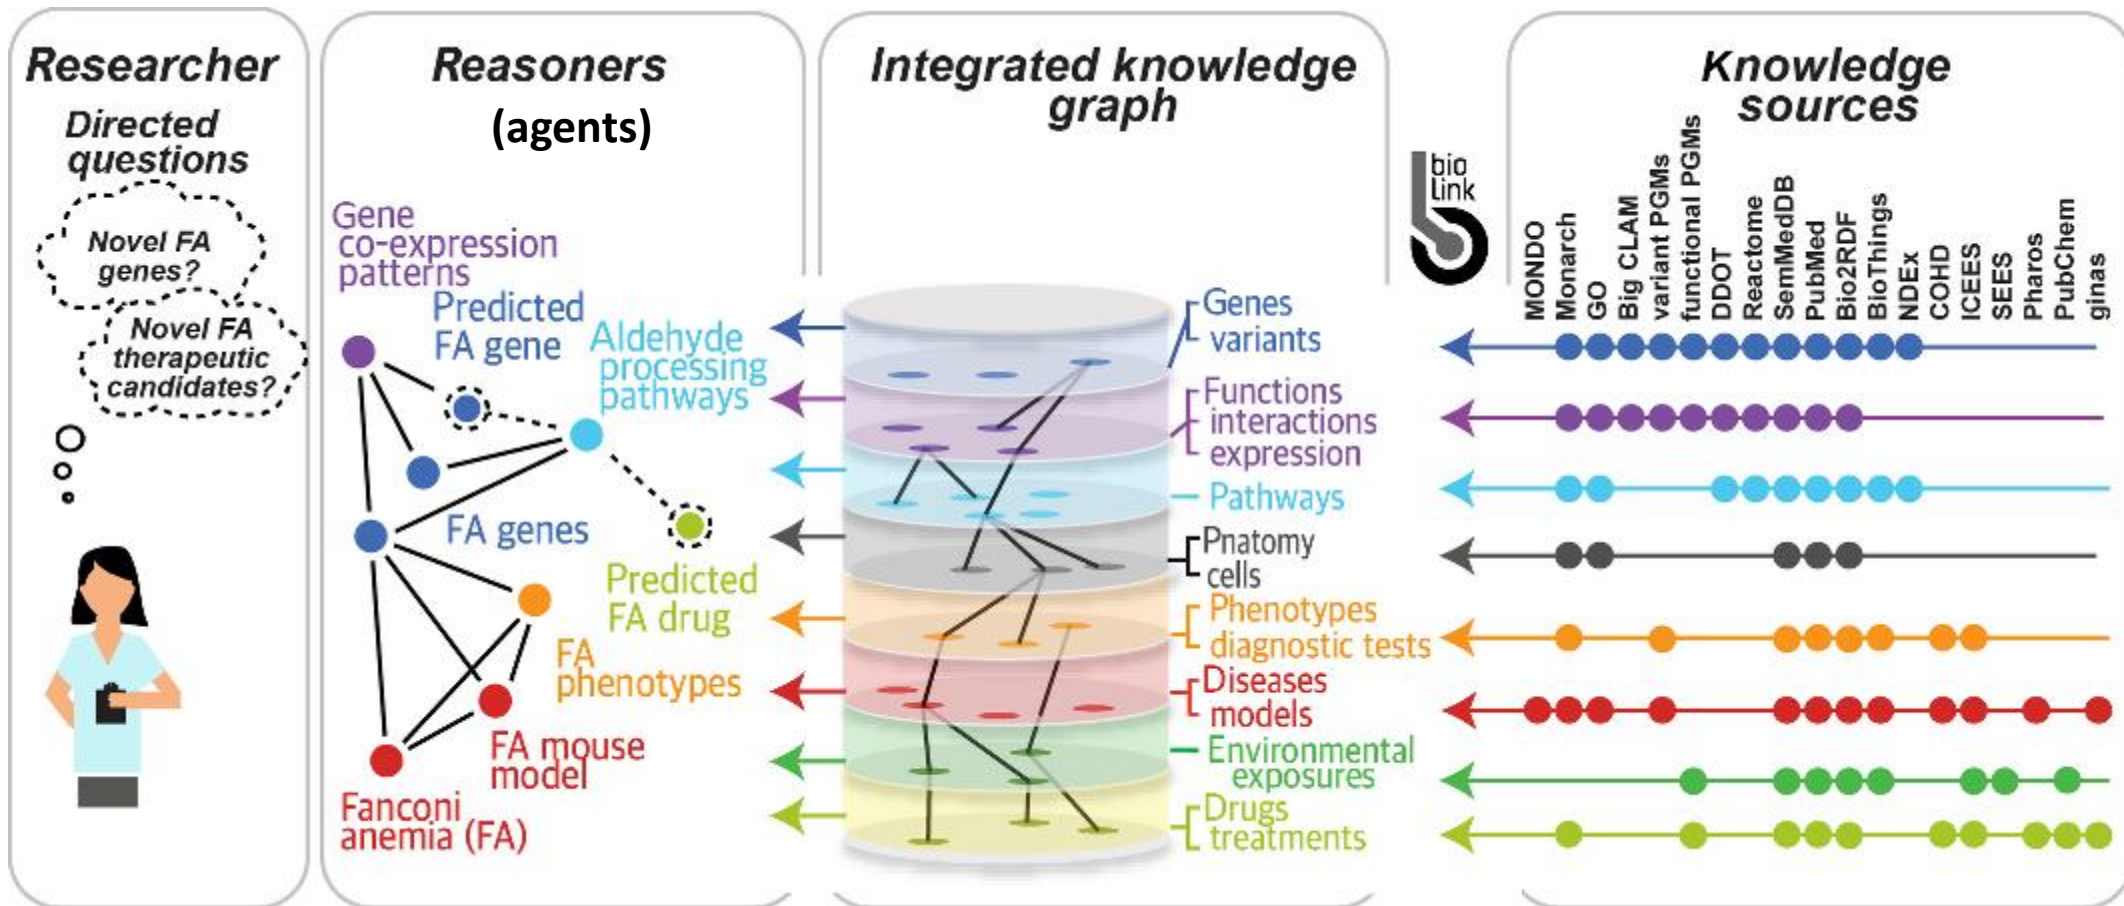 Researcher
Directed
questions
Novel FA
genes?
Novel FA
therapeutic
candidates?
Reasoners
(agents)
Gene
co-expression
patterns
Predicted
FA gene
Aldehyde
processing
pathways
FA genes
Predicted
FA drug
FA
phenotypes
FA mouse
model
Fanconi
anemia (FA)
Integrated knowledge
graph
Genes
variants
Functions
interactions
expression
Pathways
Pnatomy
cells
Phenotypes
diagnostic tests
Diseases
models
Environmental
exposures
Drugs
treatments
bio
link
Knowledge
sources
MONDO
Monarch
GO
Big CLAM
variant PGMs
functional PGMs
DDOT
Reactome
SemMedDB
PubMed
Bio2RDF
BioThings
NDEx
COHD
ICEES
SEES
Pharos
PubChem
ginas